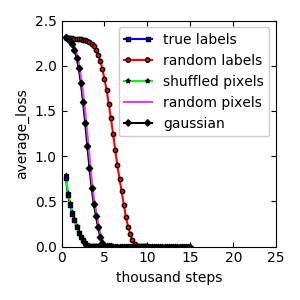 2.5
2.0
1.5
1.0
0.5
0.0
average_loss
true labels
random labels
shuffled pixels
random pixels
gaussian
0 5 10 15 20 25
thousand steps